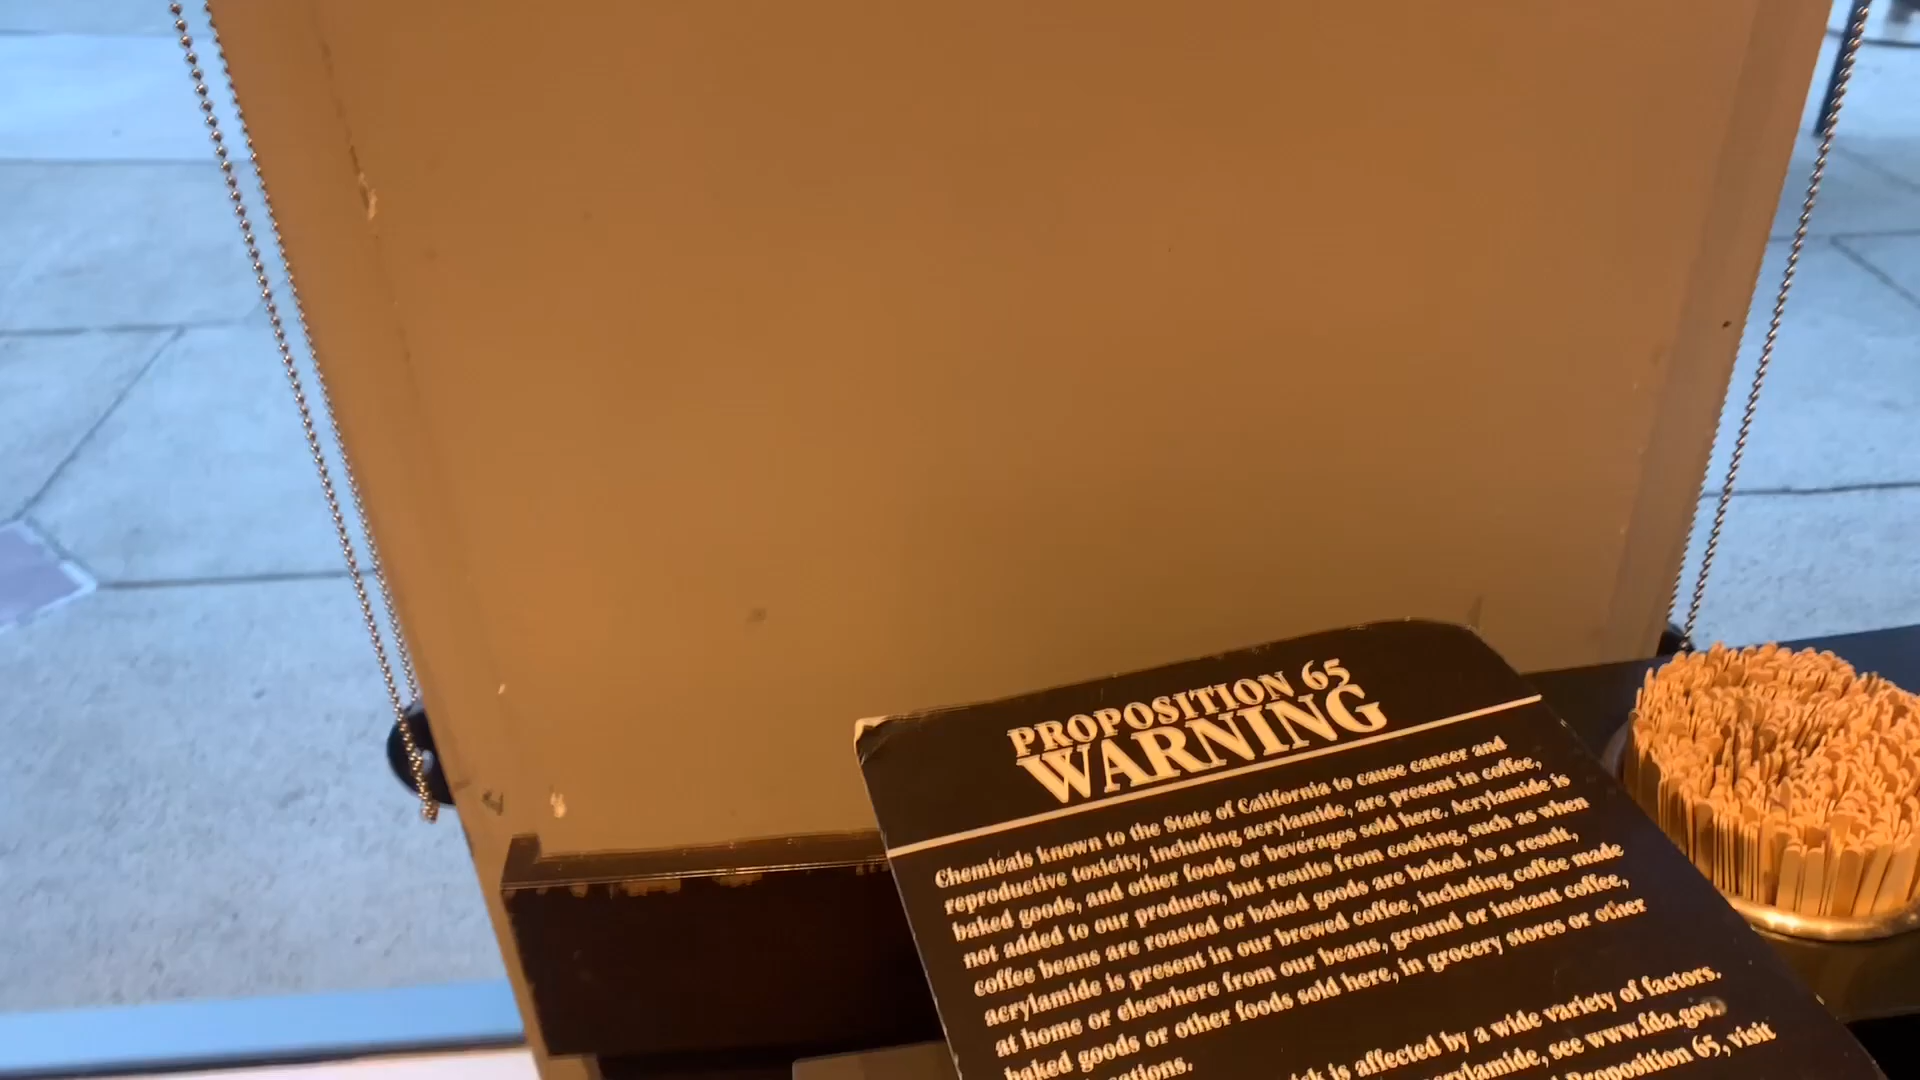 PROPOSITION 65
WARNING
Chemicals known to the State of California to cause cancer and
reproductive toxicity, including acrylamide, are present in coffee,
baked goods, and other foods or beverages sold here. Acrylamide is
not added to our products, but results from cooking, such as when
coffee beans are roasted or baked goods are baked. As a result,
acrylamide is present in our brewed coffee, including coffee made
at home or elsewhere from our beans, ground or instant coffee,
baked goods or other foods sold here, in grocery stores or other
is affected by a wide variety of factors.
acrylamide, see www.fda.gov.
Proposition 65, visit